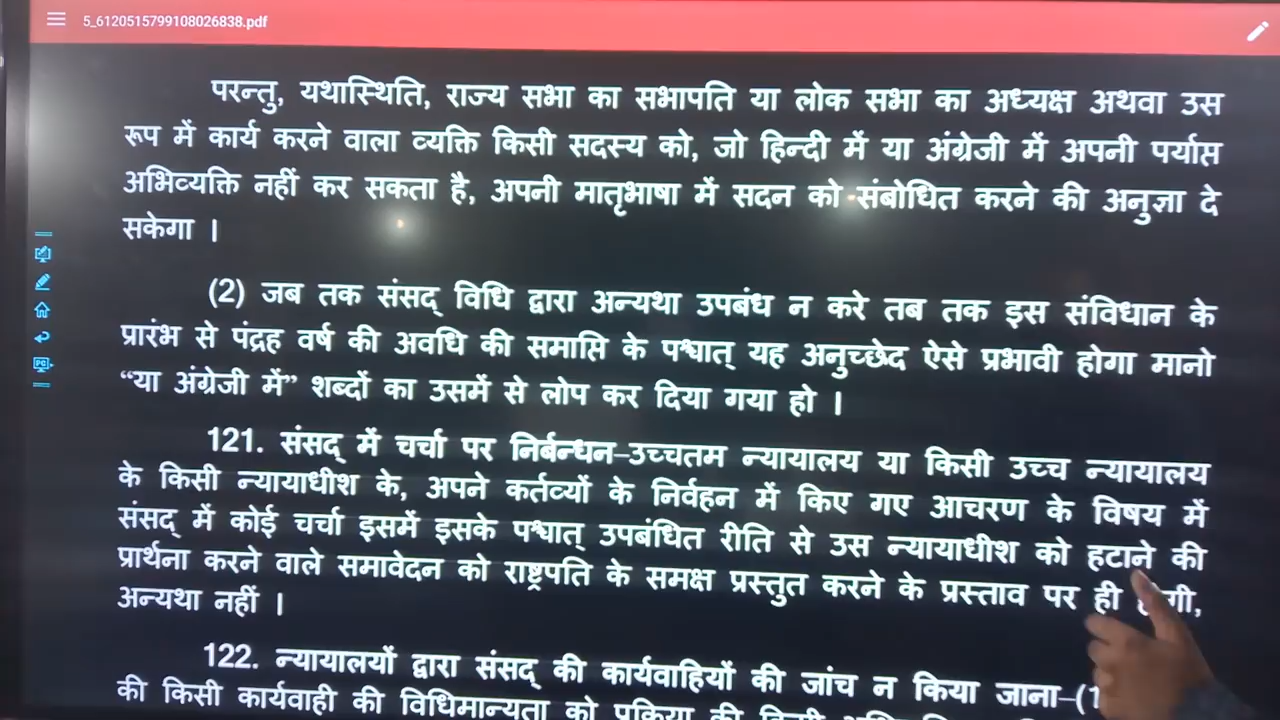 5_6120515799108026838.pdf
परन्तु, यथास्थिति, राज्य सभा का सभापति या लोक सभा का अध्यक्ष अथवा उस
रूप में कार्य करने वाला व्यक्ति किसी सदस्य को, जो हिन्दी में या अंग्रेजी में अपनी पर्याप्त
अभिव्यक्ति नहीं कर सकता है, अपनी मातृभाषा में सदन को संबोधित करने की अनुज्ञा दे
सकेगा ।
(2) जब तक संसद् विधि द्वारा अन्यथा उपबंध न करे तब तक इस संविधान के
प्रारंभ से पंद्रह वर्ष की अवधि की समाप्ति के पश्चात् यह अनुच्छेद ऐसे प्रभावी होगा मानो
“या अंग्रेजी में” शब्दों का उसमें से लोप कर दिया गया हो ।
121. संसद् में चर्चा पर निर्बन्धन–उच्चतम न्यायालय या किसी उच्च न्यायालय
के किसी न्यायाधीश के, अपने कर्तव्यों के निर्वहन में किए गए आचरण के विषय में
संसद् में कोई चर्चा इसमें इसके पश्चात् उपबंधित रीति से उस न्यायाधीश को हटाने की
प्रार्थना करने वाले समावेदन को राष्ट्रपति के समक्ष प्रस्तुत करने के प्रस्ताव पर ही
अन्यथा नहीं ।
122. न्यायालयों द्वारा संसद् की कार्यवाहियों की जांच न किया जाना–(1
की किसी कार्यवाही की विधिमान्यता को प्रक्रिया की किसी